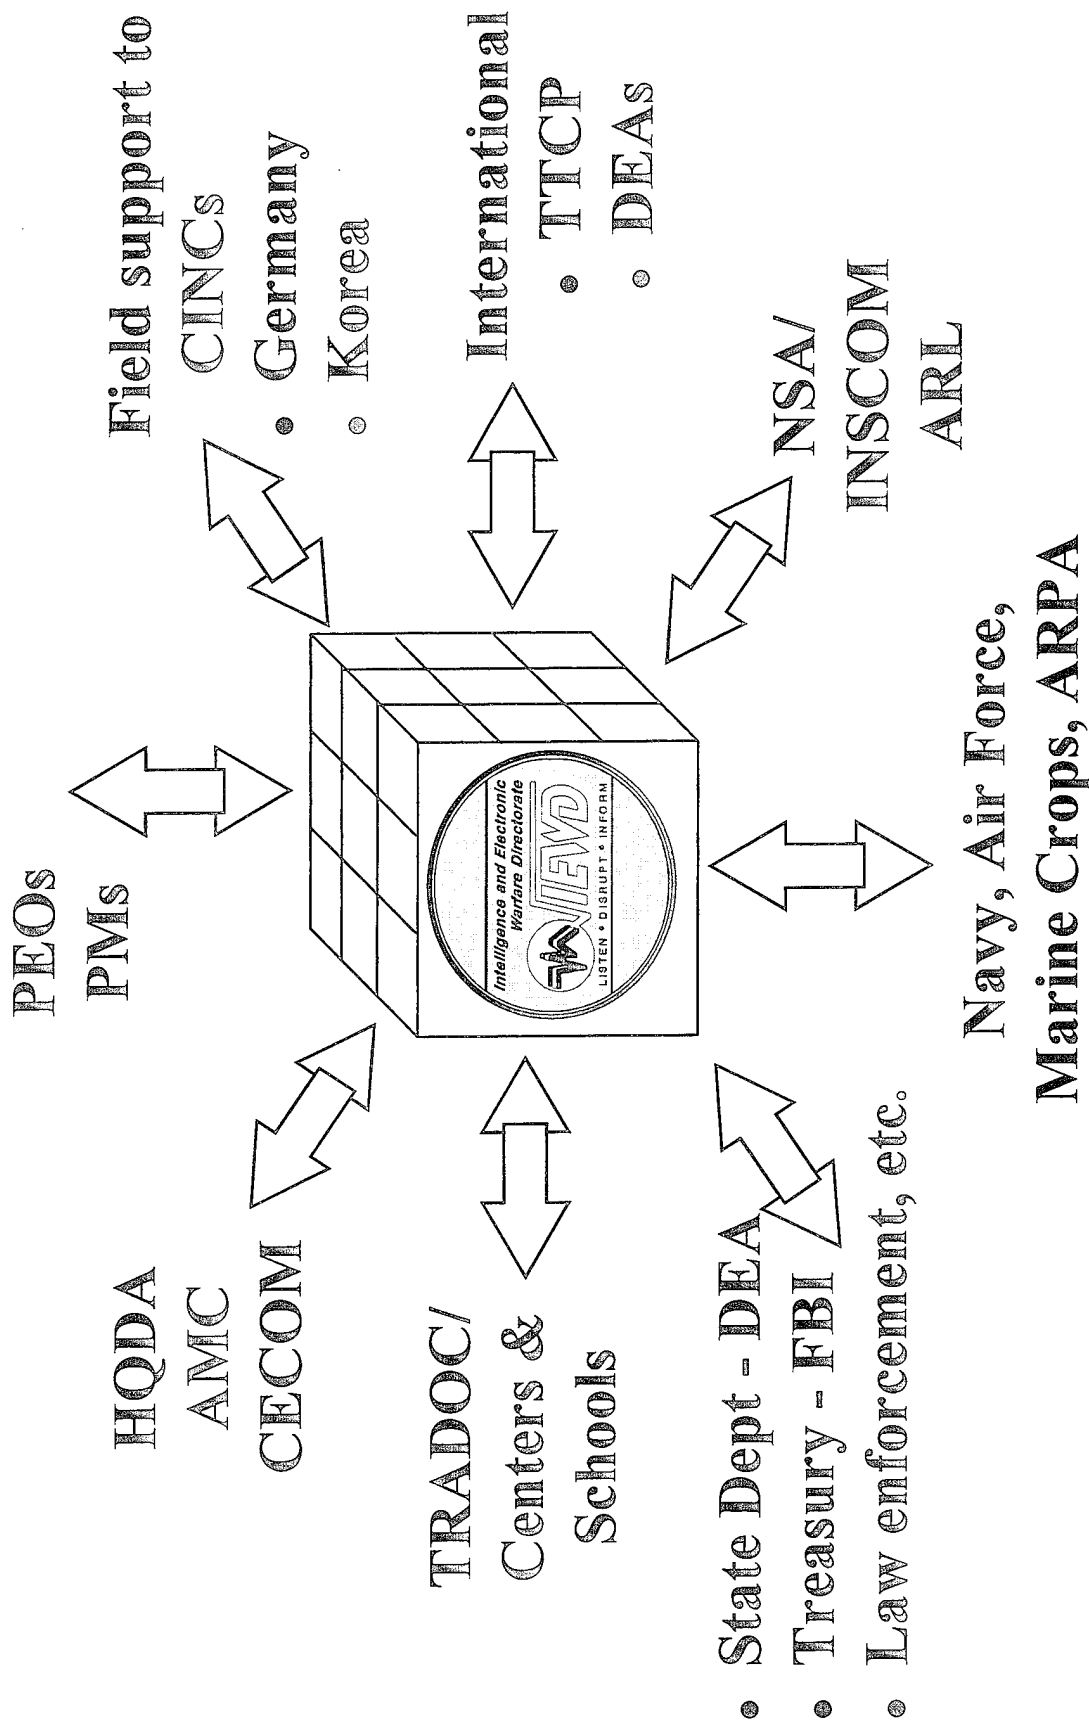 PEOs
PMs
HQDA
AMC
CECOM
Field support to
CINCs
• Germany
• Korea
TRADOC/
Centers &
Schools
Intelligence and Electronic
Warfare Directorate
IEWD
LISTEN • DISRUPT • INFORM
International
• TTCP
• DEAs
• State Dept - DEA
• Treasury - FBI
• Law enforcement, etc.
NSA/
INSCOM
ARL
Navy, Air Force,
Marine Crops, ARPA